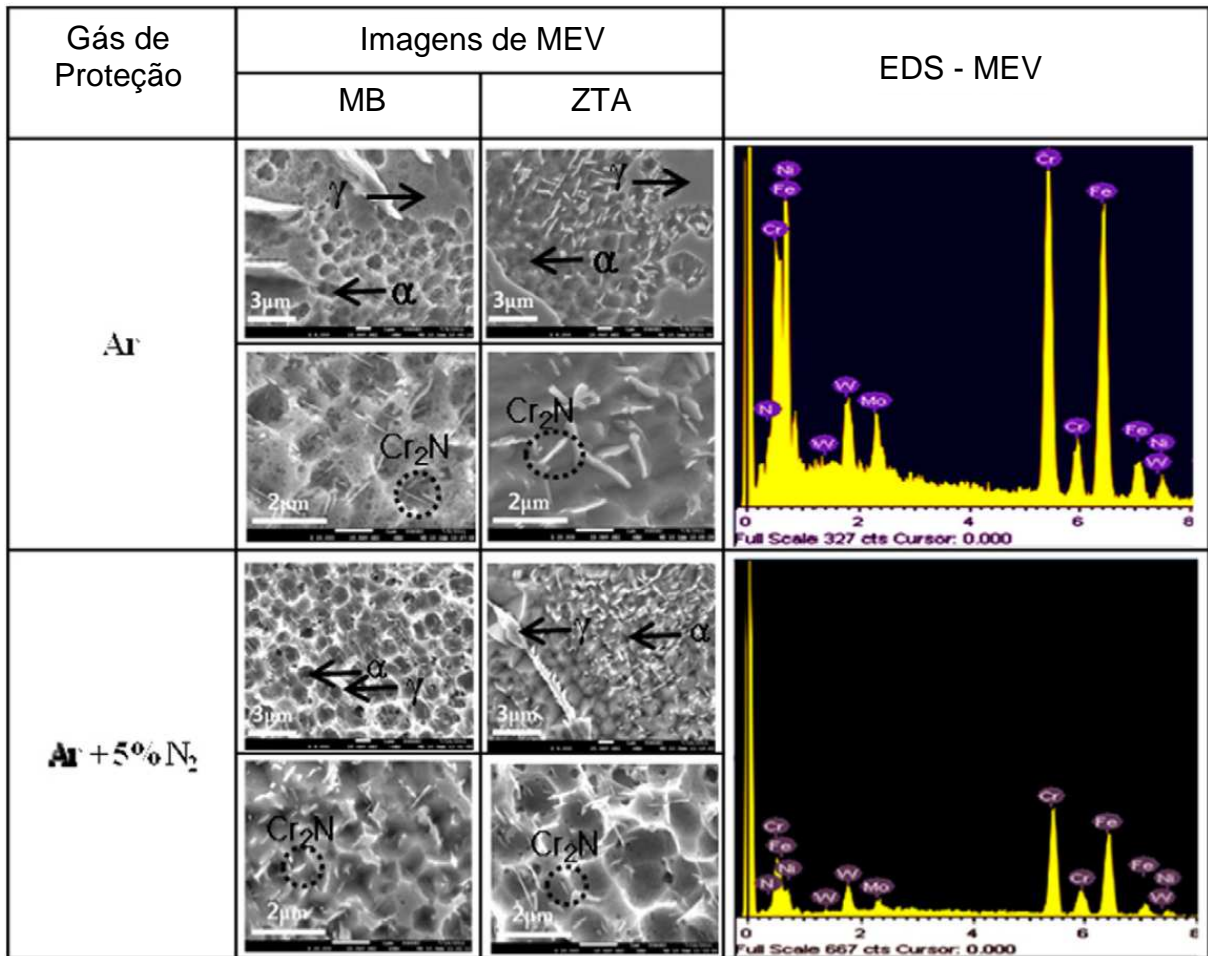 Gás de
Proteção
Imagens de MEV
EDS - MEV
MB
ZTA
Ar
γ
α
3µm
γ
α
3µm
Cr₂N
2µm
Cr₂N
2µm
Ni
Fe
Cr
N
W
W
Mo
Cr
Cr
Fe
Fe
Ni
W
0 2 4 6 8
Full Scale 327 cts Cursor: 0.000
Ar + 5% N₂
α
γ
3µm
γ
α
3µm
Cr₂N
2µm
Cr₂N
2µm
Cr
Fe
Ni
N
W
W
Mo
Cr
Cr
Fe
Fe
Ni
W
0 2 4 6 8
Full Scale 667 cts Cursor: 0.000